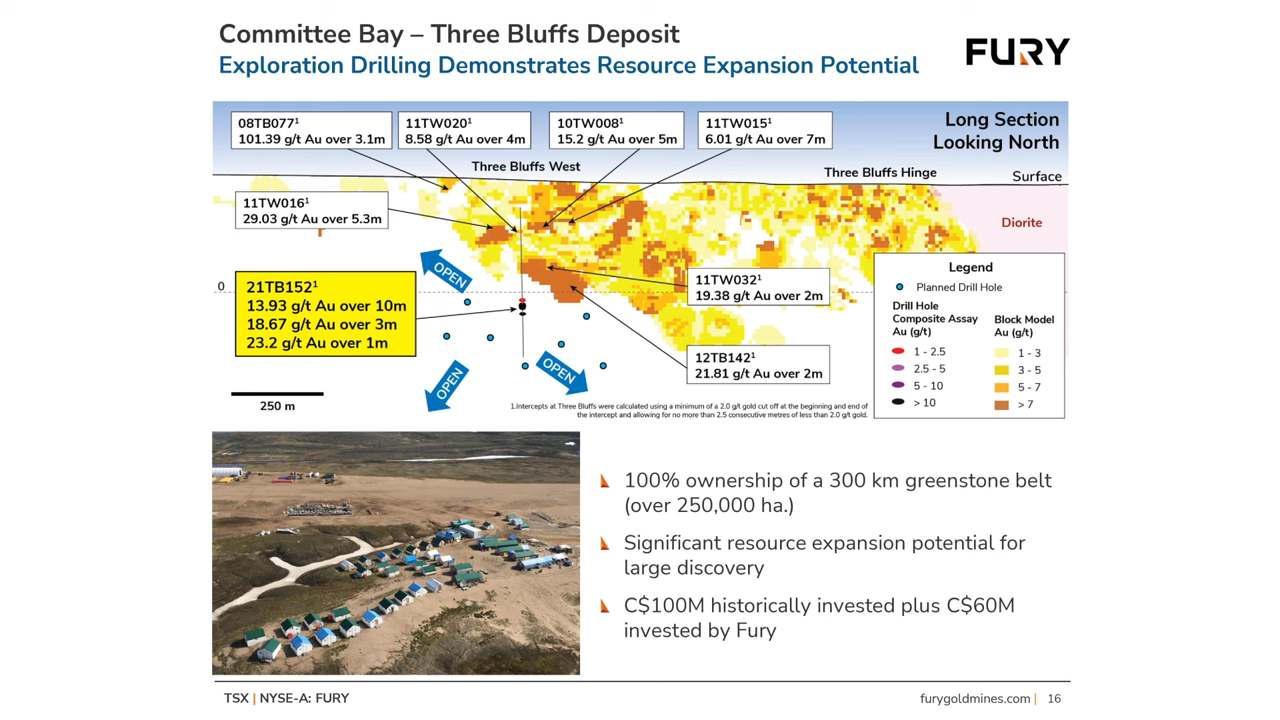 Committee Bay – Three Bluffs Deposit
Exploration Drilling Demonstrates Resource Expansion Potential
FURY
08TB077¹
101.39 g/t Au over 3.1m
11TW020¹
8.58 g/t Au over 4m
10TW008¹
15.2 g/t Au over 5m
11TW015¹
6.01 g/t Au over 7m
Long Section
Looking North
Three Bluffs West
Three Bluffs Hinge
Surface
11TW016¹
29.03 g/t Au over 5.3m
Diorite
OPEN
0
21TB152¹
13.93 g/t Au over 10m
18.67 g/t Au over 3m
23.2 g/t Au over 1m
11TW032¹
19.38 g/t Au over 2m
12TB142¹
21.81 g/t Au over 2m
OPEN
OPEN
250 m
Legend
Planned Drill Hole
Drill Hole
Composite Assay
Au (g/t)
1 - 2.5
2.5 - 5
5 - 10
> 10
Block Model
Au (g/t)
1 - 3
3 - 5
5 - 7
> 7
1.Intercepts at Three Bluffs were calculated using a minimum of a 2.0 g/t gold cut off at the beginning and end of
the intercept and allowing for no more than 2.5 consecutive metres of less than 2.0 g/t gold.
100% ownership of a 300 km greenstone belt
(over 250,000 ha.)
Significant resource expansion potential for
large discovery
C$100M historically invested plus C$60M
invested by Fury
TSX | NYSE-A: FURY
furygoldmines.com | 16